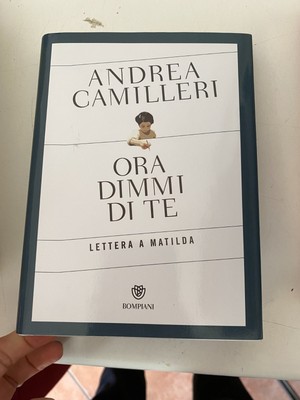 ANDREA
CAMILLERI
ORA
DIMMI
DI TE
LETTERA A MATILDA
BOMPIANI